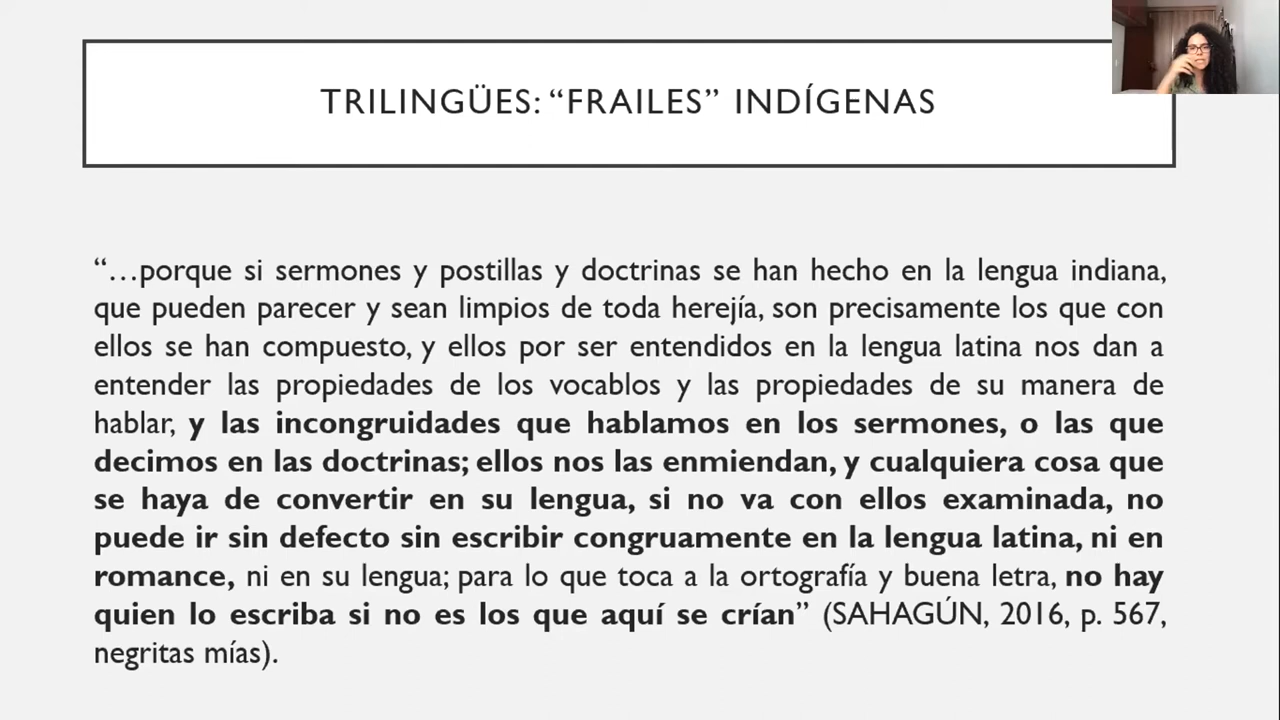 TRILINGÜES: “FRAILES” INDÍGENAS
“…porque si sermones y postillas y doctrinas se han hecho en la lengua indiana,
que pueden parecer y sean limpios de toda herejía, son precisamente los que con
ellos se han compuesto, y ellos por ser entendidos en la lengua latina nos dan a
entender las propiedades de los vocablos y las propiedades de su manera de
hablar, y las incongruidades que hablamos en los sermones, o las que
decimos en las doctrinas; ellos nos las enmiendan, y cualquiera cosa que
se haya de convertir en su lengua, si no va con ellos examinada, no
puede ir sin defecto sin escribir congruamente en la lengua latina, ni en
romance, ni en su lengua; para lo que toca a la ortografía y buena letra, no hay
quien lo escriba si no es los que aquí se crían” (SAHAGÚN, 2016, p. 567,
negritas mías).